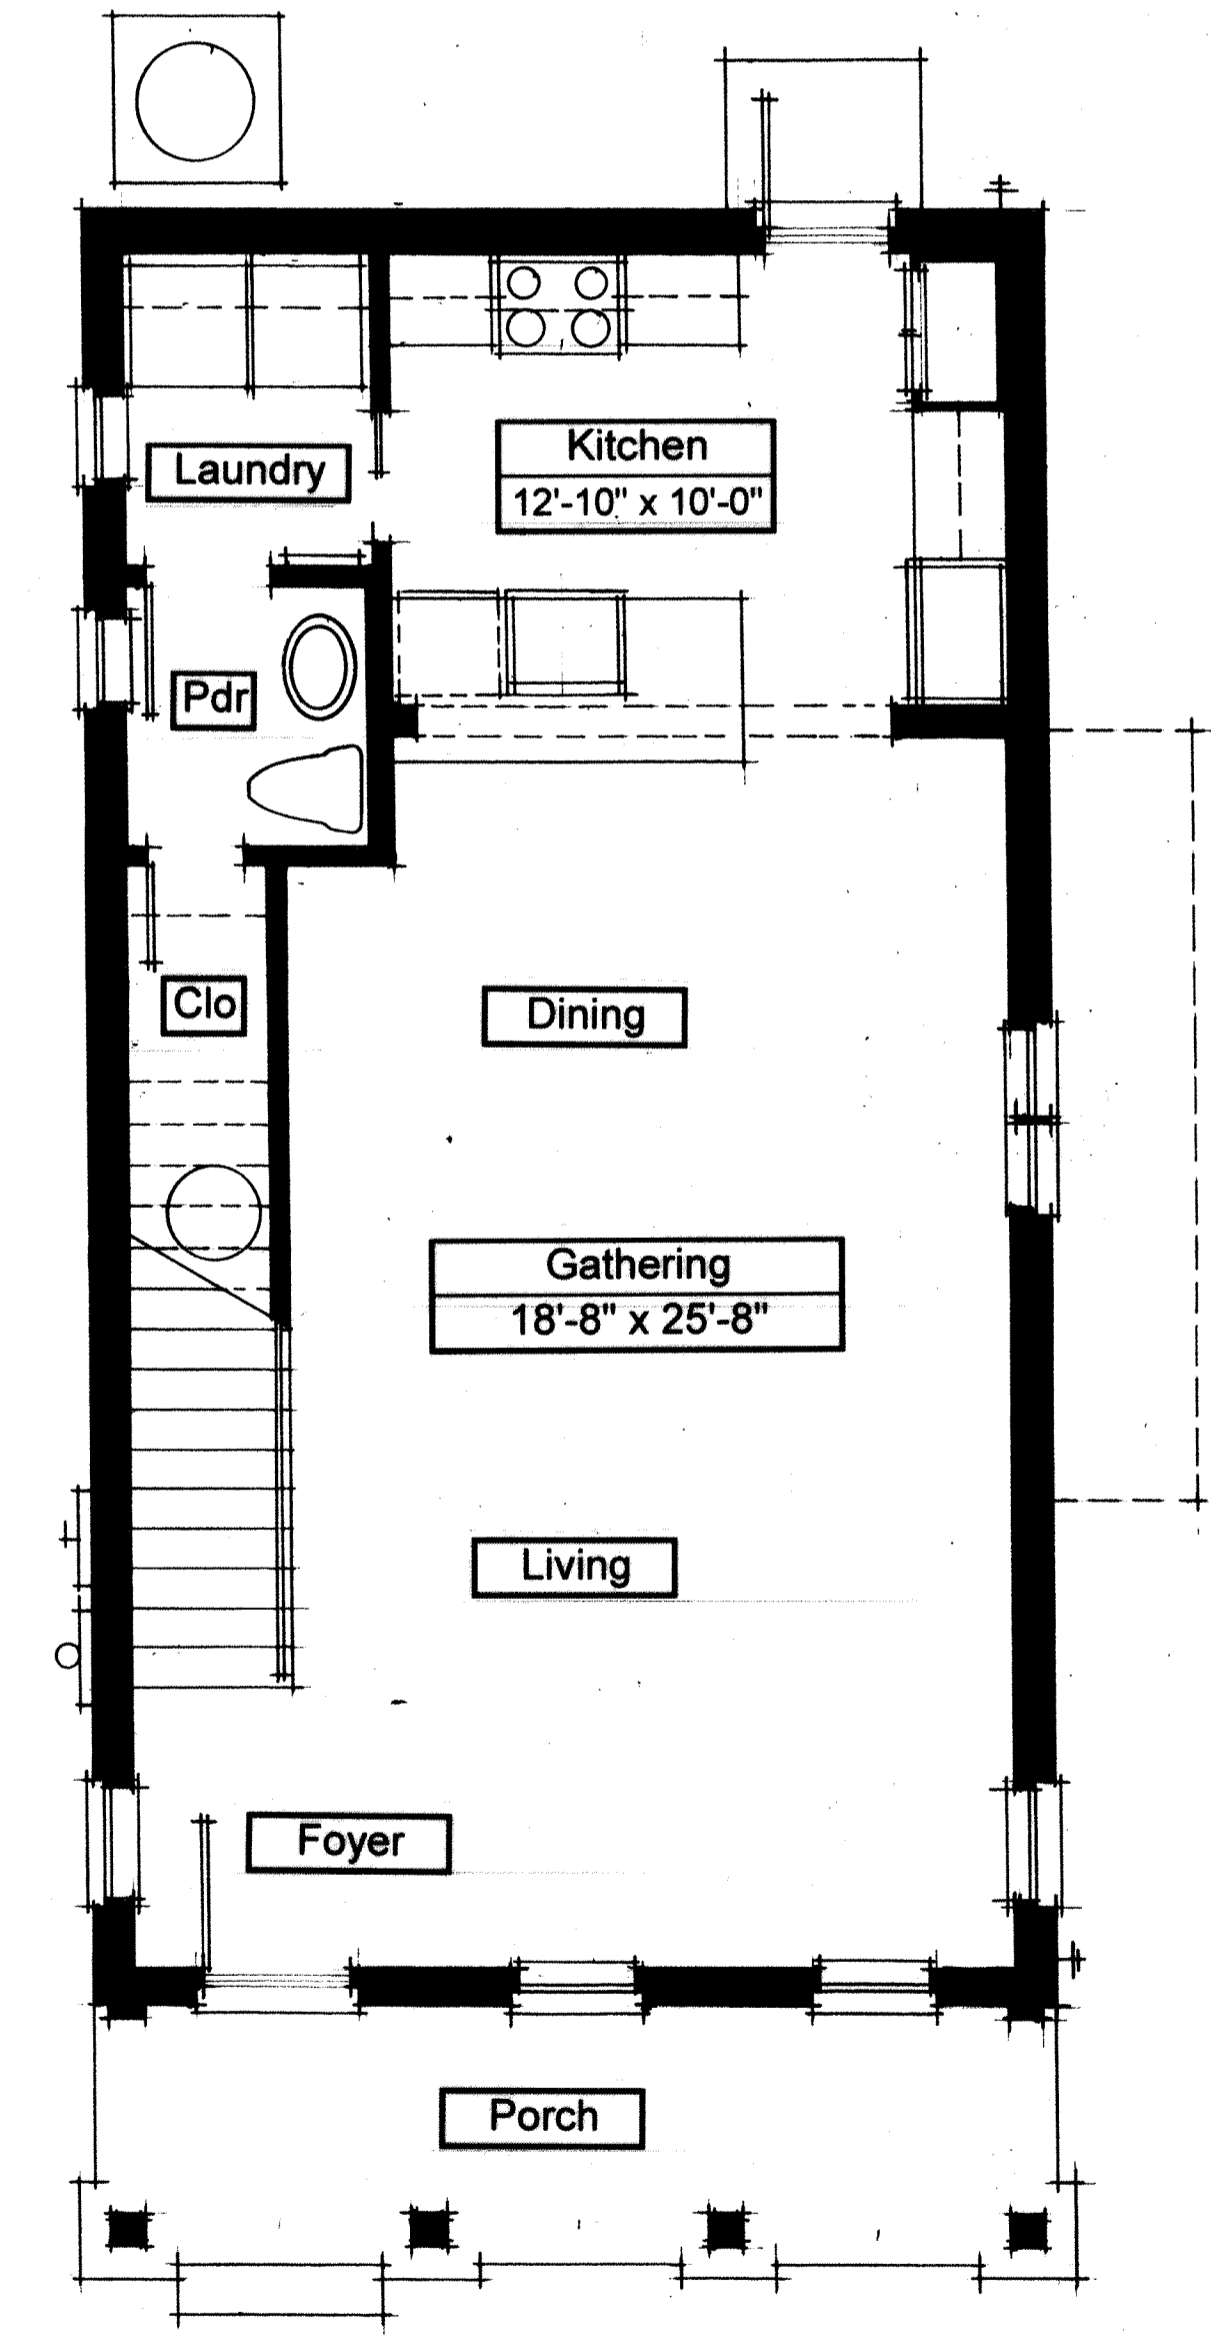 Kitchen
12'-10" x 10'-0"
Laundry
Pdr
Clo
Dining
Gathering
18'-8" x 25'-8"
Living
Foyer
Porch